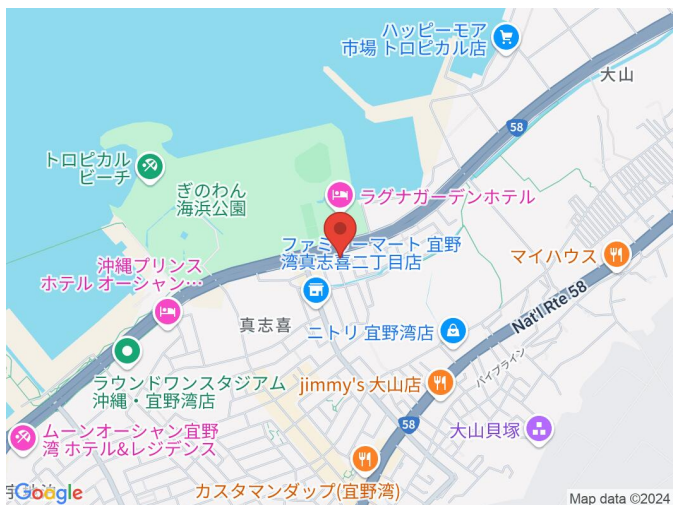 ハッピーモア
市場 トロピカル店
大山
58
トロピカル
ビーチ
ぎのわん
海浜公園
ラグナガーデンホテル
ファミリーマート 宜野
湾真志喜二丁目店
マイハウス
沖縄プリンス
ホテル オーシャン…
真志喜
ニトリ 宜野湾店
Nat'l Rte 58
ラウンドワンスタジアム
沖縄・宜野湾店
jimmy's 大山店
パイプライン
58
大山貝塚
ムーンオーシャン宜野
湾 ホテル&レジデンス
カスタマンダップ(宜野湾)
Google
Map data ©2024